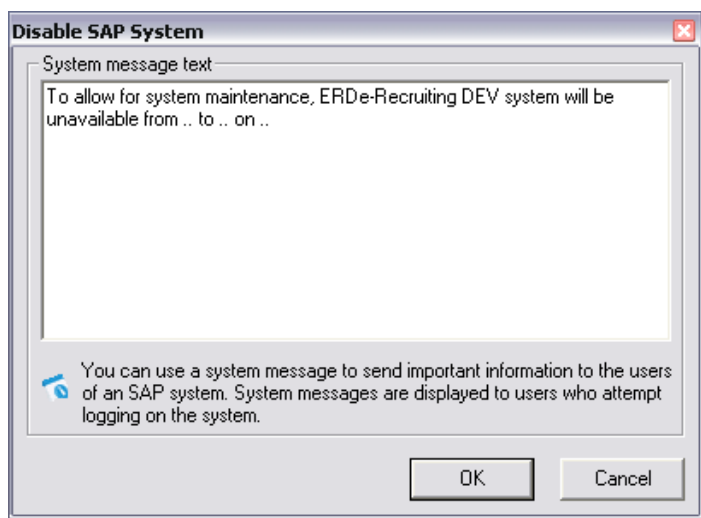 Disable SAP System
System message text
To allow for system maintenance, ERDe-Recruiting DEV system will be
unavailable from .. to .. on ..
You can use a system message to send important information to the users
of an SAP system. System messages are displayed to users who attempt
logging on the system.
OK
Cancel